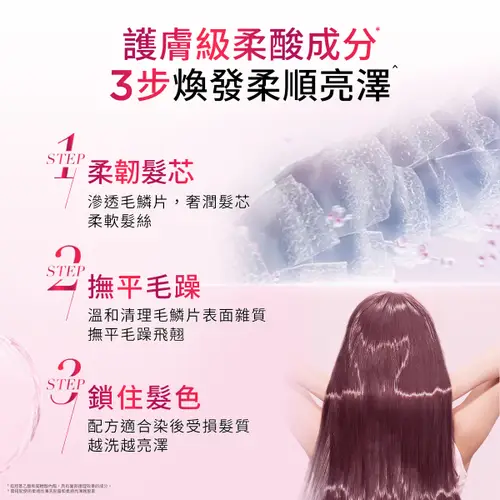 護膚級柔酸成分*
3步煥發柔順亮澤^
STEP 1
柔韌髮芯
滲透毛鱗片，奢潤髮芯
柔軟髮絲
STEP 2
撫平毛躁
溫和清理毛鱗片表面雜質
撫平毛躁飛翹
STEP 3
鎖住髮色
配方適合染後受損髮質
越洗越亮澤